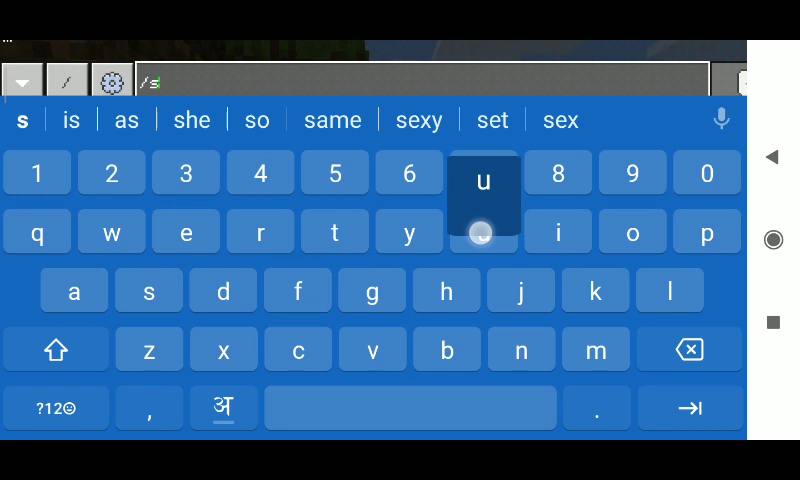 ...
/ /s
s is as she so same sexy set sex
1 2 3 4 5 6 u 8 9 0
q w e r t y u i o p
a s d f g h j k l
z x c v b n m
?12☺ , अ .